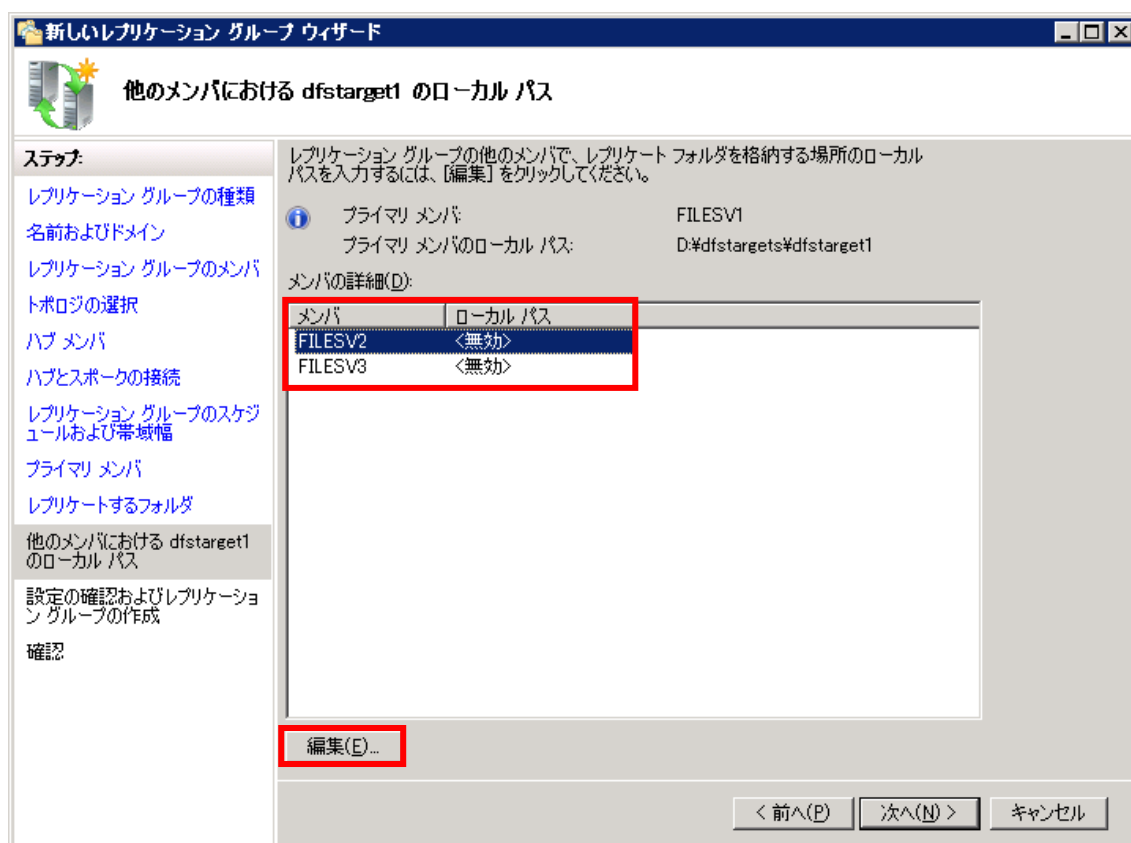 新しいレプリケーション グループ ウィザード
他のメンバにおける dfstarget1 のローカル パス
ステップ:
レプリケーション グループの種類
名前およびドメイン
レプリケーション グループのメンバ
トポロジの選択
ハブ メンバ
ハブとスポークの接続
レプリケーション グループのスケジ
ュールおよび帯域幅
プライマリ メンバ
レプリケートするフォルダ
他のメンバにおける dfstarget1
のローカル パス
設定の確認およびレプリケーショ
ン グループの作成
確認
レプリケーション グループの他のメンバで、レプリケート フォルダを格納する場所のローカル
パスを入力するには、[編集] をクリックしてください。
プライマリ メンバ: FILESV1
プライマリ メンバのローカル パス: D:¥dfstargets¥dfstarget1
メンバの詳細(D):
メンバ ローカル パス
FILESV2 <無効>
FILESV3 <無効>
編集(E)...
< 前へ(P) 次へ(N) > キャンセル